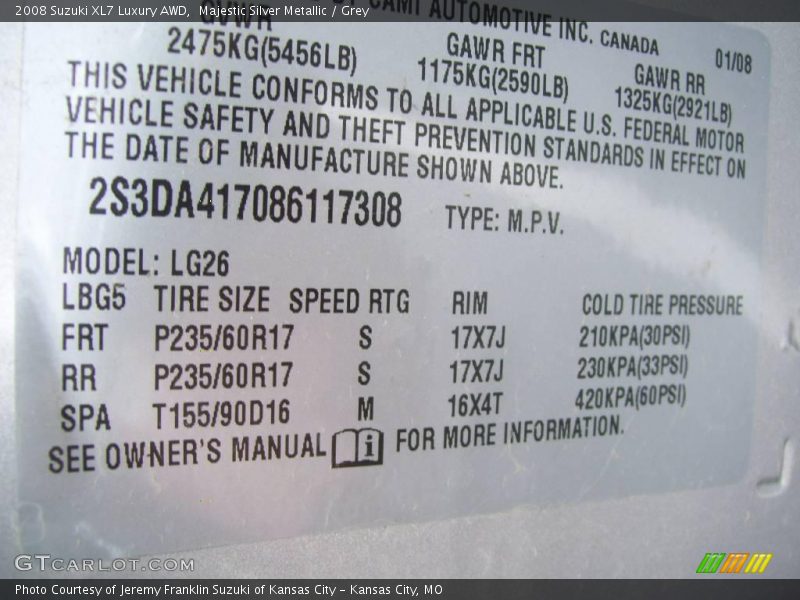 2008 Suzuki XL7 Luxury AWD, Majestic Silver Metallic / Grey
GVWR BY CAMI AUTOMOTIVE INC. CANADA 01/08
2475KG(5456LB) GAWR FRT 1175KG(2590LB) GAWR RR 1325KG(2921LB)
THIS VEHICLE CONFORMS TO ALL APPLICABLE U.S. FEDERAL MOTOR
VEHICLE SAFETY AND THEFT PREVENTION STANDARDS IN EFFECT ON
THE DATE OF MANUFACTURE SHOWN ABOVE.
2S3DA417086117308 TYPE: M.P.V.
MODEL: LG26
LBG5 TIRE SIZE SPEED RTG RIM COLD TIRE PRESSURE
FRT P235/60R17 S 17X7J 210KPA(30PSI)
RR P235/60R17 S 17X7J 230KPA(33PSI)
SPA T155/90D16 M 16X4T 420KPA(60PSI)
SEE OWNER'S MANUAL i FOR MORE INFORMATION.
GTCARLOT.COM
Photo Courtesy of Jeremy Franklin Suzuki of Kansas City - Kansas City, MO